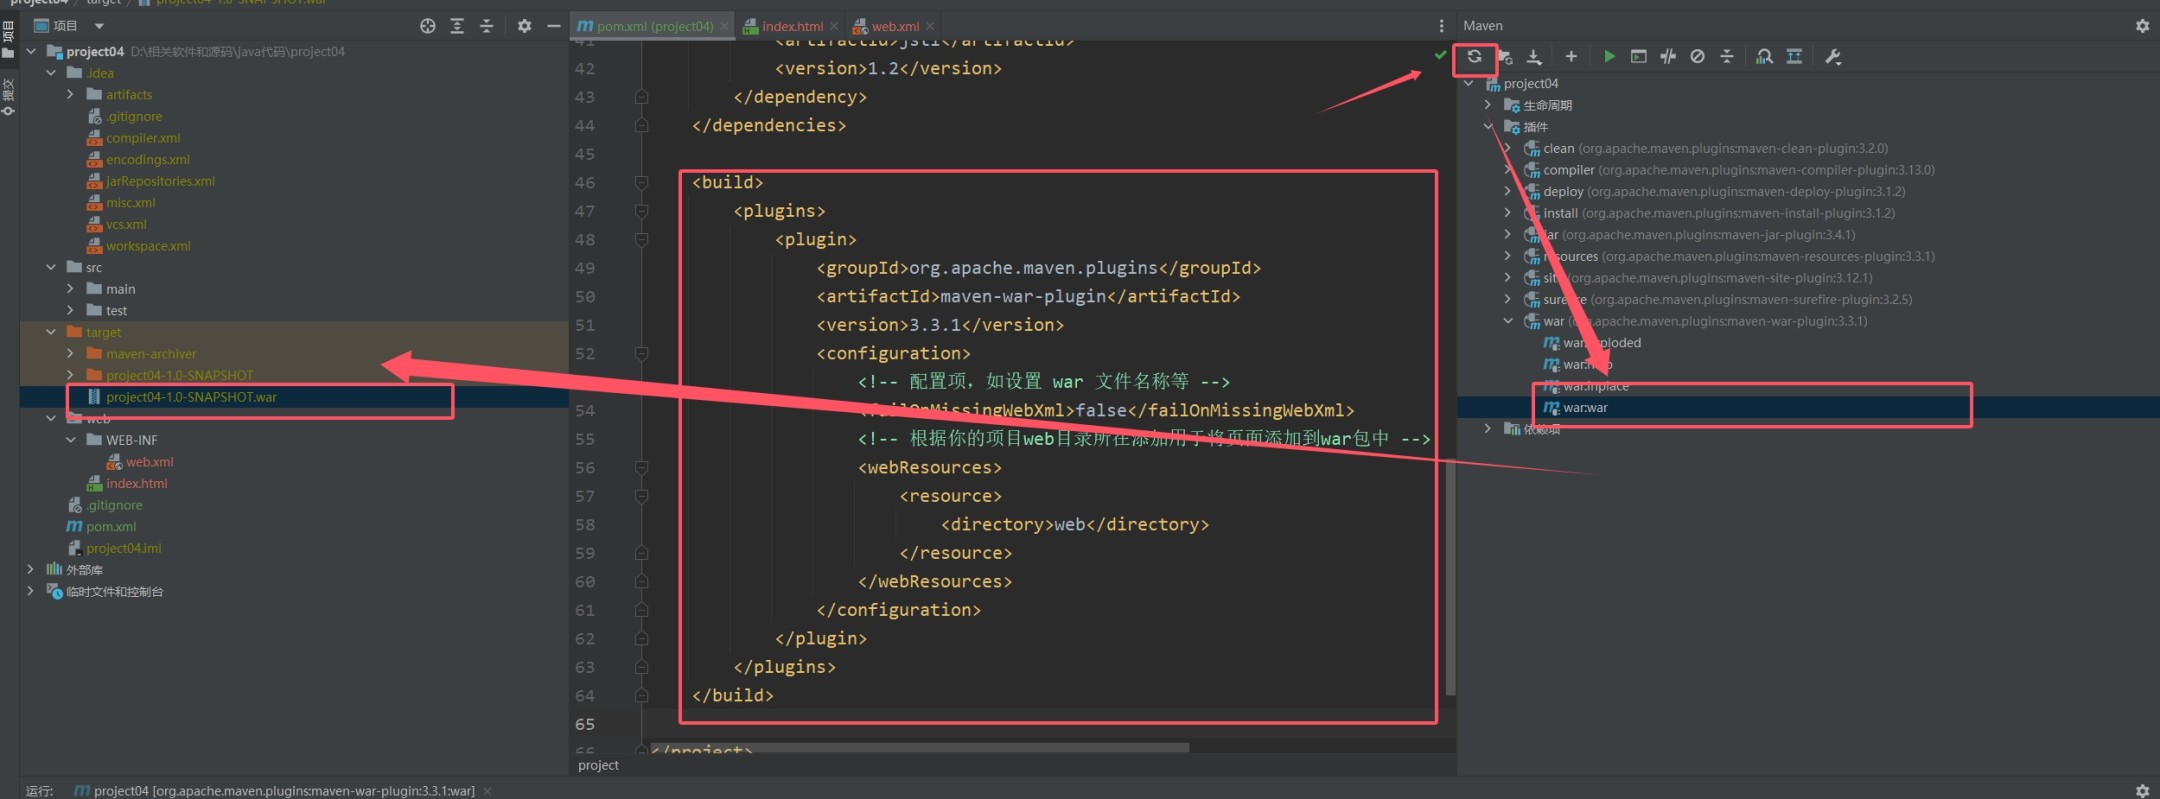 project04 / target / project04-1.0-SNAPSHOT.war
项目
提交
项目
project04 D:\相关软件和源码\java代码\project04
.idea
artifacts
.gitignore
compiler.xml
encodings.xml
jarRepositories.xml
misc.xml
vcs.xml
workspace.xml
src
main
test
target
maven-archiver
project04-1.0-SNAPSHOT
project04-1.0-SNAPSHOT.war
web
WEB-INF
web.xml
index.html
.gitignore
pom.xml
project04.iml
外部库
临时文件和控制台
pom.xml (project04)
index.html
web.xml
41 <artifactId>jstl</artifactId>
42 <version>1.2</version>
43 </dependency>
44 </dependencies>
45
46 <build>
47 <plugins>
48 <plugin>
49 <groupId>org.apache.maven.plugins</groupId>
50 <artifactId>maven-war-plugin</artifactId>
51 <version>3.3.1</version>
52 <configuration>
<!-- 配置项，如设置 war 文件名称等 -->
54 <failOnMissingWebXml>false</failOnMissingWebXml>
55 <!-- 根据你的项目web目录所在添加用于将页面添加到war包中 -->
56 <webResources>
57 <resource>
58 <directory>web</directory>
59 </resource>
60 </webResources>
61 </configuration>
62 </plugin>
63 </plugins>
64 </build>
65
66 </project>
project
Maven
project04
生命周期
插件
clean (org.apache.maven.plugins:maven-clean-plugin:3.2.0)
compiler (org.apache.maven.plugins:maven-compiler-plugin:3.13.0)
deploy (org.apache.maven.plugins:maven-deploy-plugin:3.1.2)
install (org.apache.maven.plugins:maven-install-plugin:3.1.2)
jar (org.apache.maven.plugins:maven-jar-plugin:3.4.1)
resources (org.apache.maven.plugins:maven-resources-plugin:3.3.1)
site (org.apache.maven.plugins:maven-site-plugin:3.12.1)
surefire (org.apache.maven.plugins:maven-surefire-plugin:3.2.5)
war (org.apache.maven.plugins:maven-war-plugin:3.3.1)
war:exploded
war:help
war:inplace
war:war
依赖项
运行: project04 [org.apache.maven.plugins:maven-war-plugin:3.3.1:war]